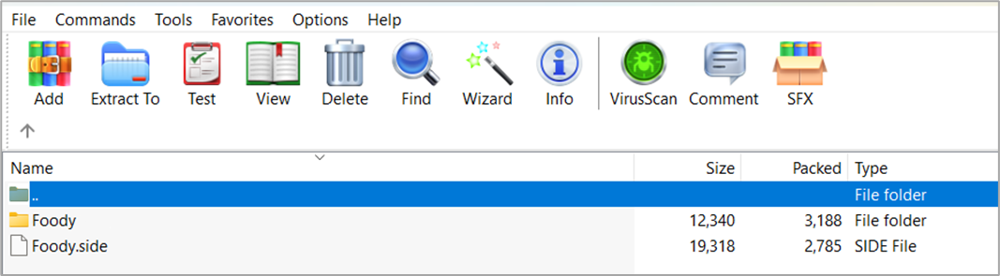 File Commands Tools Favorites Options Help
Add Extract To Test View Delete Find Wizard Info VirusScan Comment SFX
Name Size Packed Type
.. File folder
Foody 12,340 3,188 File folder
Foody.side 19,318 2,785 SIDE File